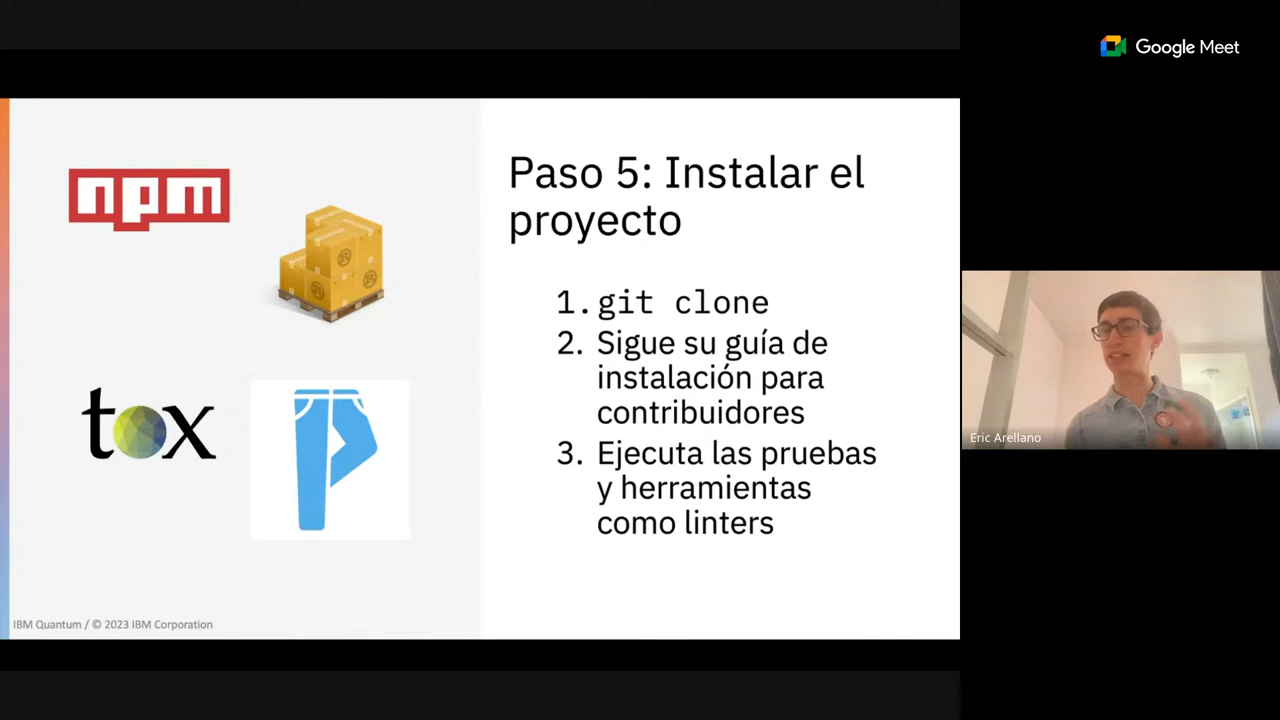 Google Meet
npm
tox
Paso 5: Instalar el
proyecto
1. git clone
2. Sigue su guía de
instalación para
contribuidores
3. Ejecuta las pruebas
y herramientas
como linters
Eric Arellano
IBM Quantum / © 2023 IBM Corporation